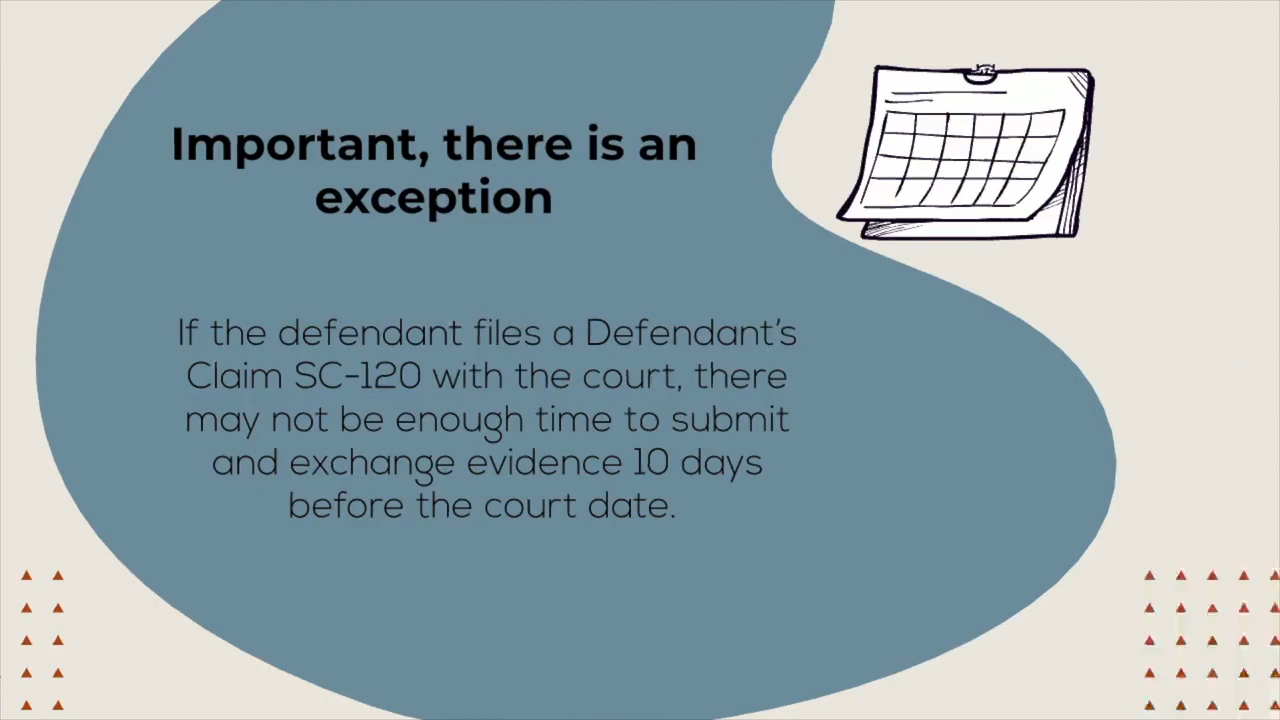 Important, there is an
exception
If the defendant files a Defendant’s
Claim SC-120 with the court, there
may not be enough time to submit
and exchange evidence 10 days
before the court date.